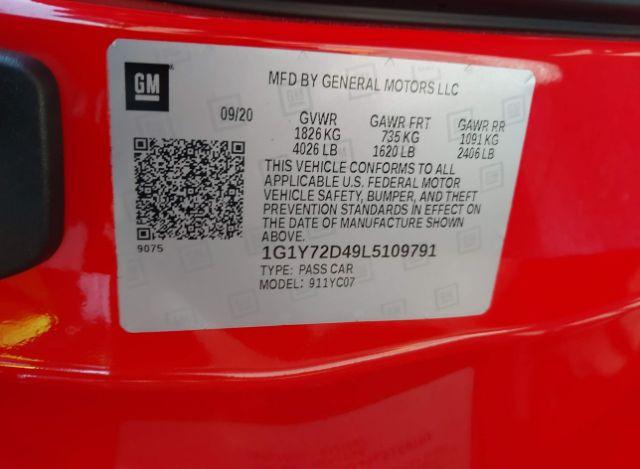 GM
MFD BY GENERAL MOTORS LLC
09/20
GVWR
1826 KG
4026 LB
GAWR FRT
735 KG
1620 LB
GAWR RR
1091 KG
2406 LB
THIS VEHICLE CONFORMS TO ALL
APPLICABLE U.S. FEDERAL MOTOR
VEHICLE SAFETY, BUMPER, AND THEFT
PREVENTION STANDARDS IN EFFECT ON
THE DATE OF MANUFACTURE SHOWN
ABOVE.
9075
1G1Y72D49L5109791
TYPE: PASS CAR
MODEL: 911YC07